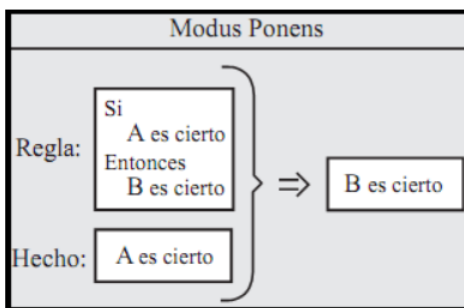 Modus Ponens
Regla:
Si
A es cierto
Entonces
B es cierto
Hecho:
A es cierto
⇒
B es cierto